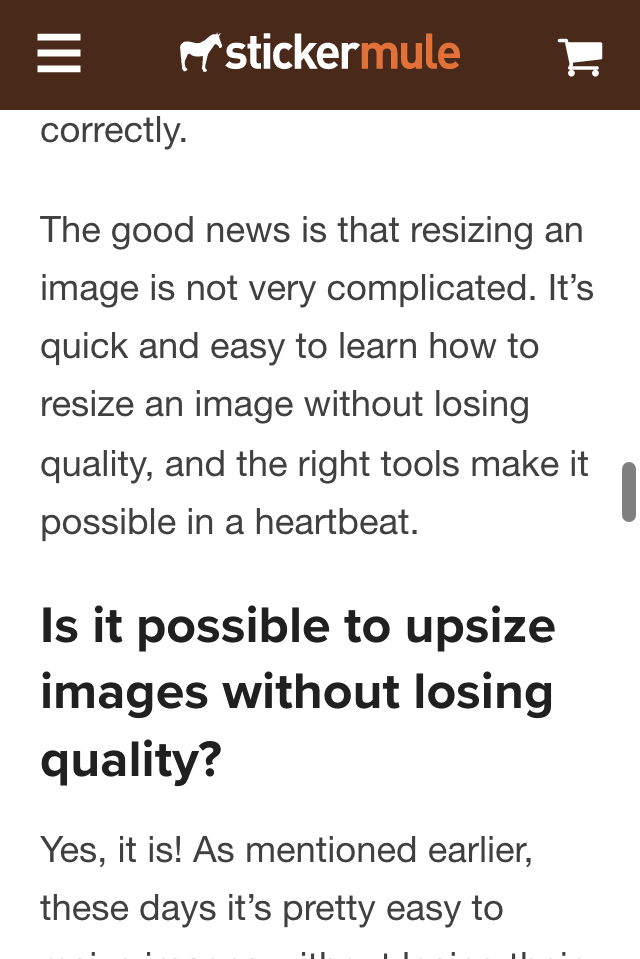 stickermule
correctly.
The good news is that resizing an
image is not very complicated. It’s
quick and easy to learn how to
resize an image without losing
quality, and the right tools make it
possible in a heartbeat.
Is it possible to upsize
images without losing
quality?
Yes, it is! As mentioned earlier,
these days it’s pretty easy to